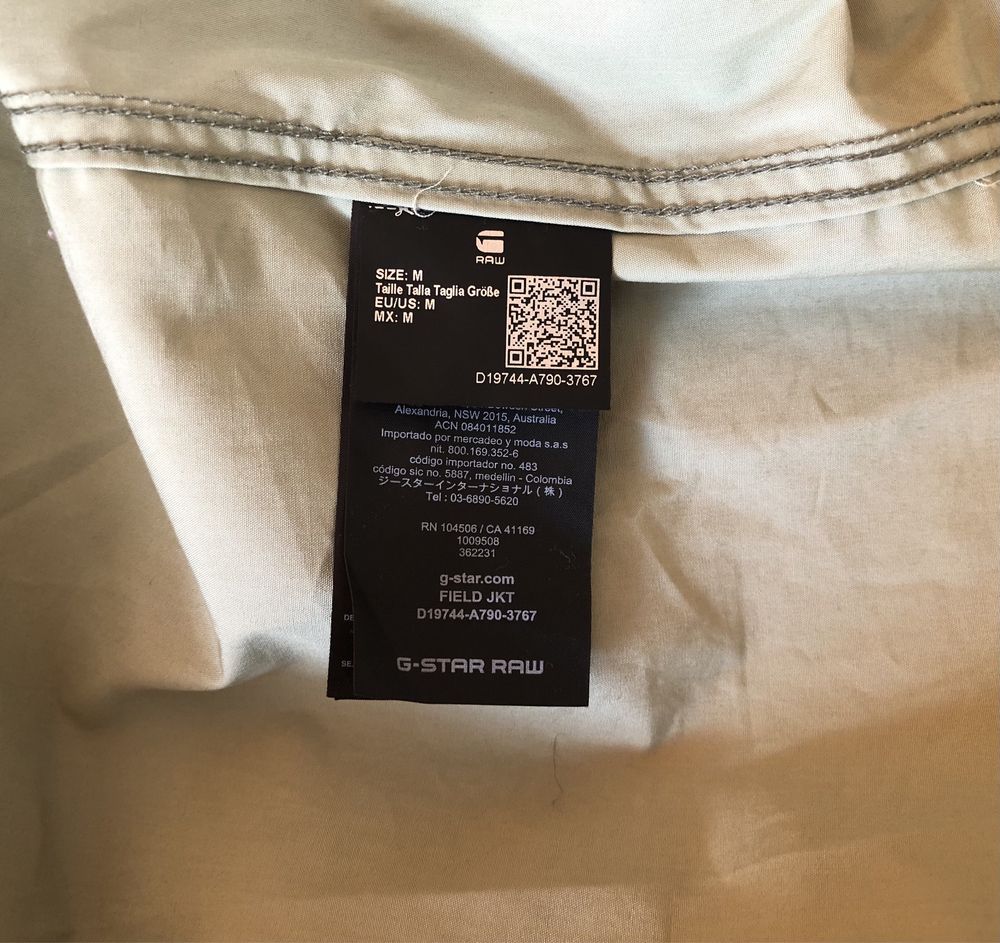 RAW
SIZE: M
Taille Talla Taglia Größe
EU/US: M
MX: M
D19744-A790-3767
Street,
Alexandria, NSW 2015, Australia
ACN 084011852
Importado por mercadeo y moda s.a.s
nit. 800.169.352-6
código importador no. 483
código sic no. 5887, medellin - Colombia
ジースターインターナショナル(株)
Tel : 03-6890-5620
RN 104506 / CA 41169
1009508
362231
g-star.com
FIELD JKT
D19744-A790-3767
G-STAR RAW
DE
SE.